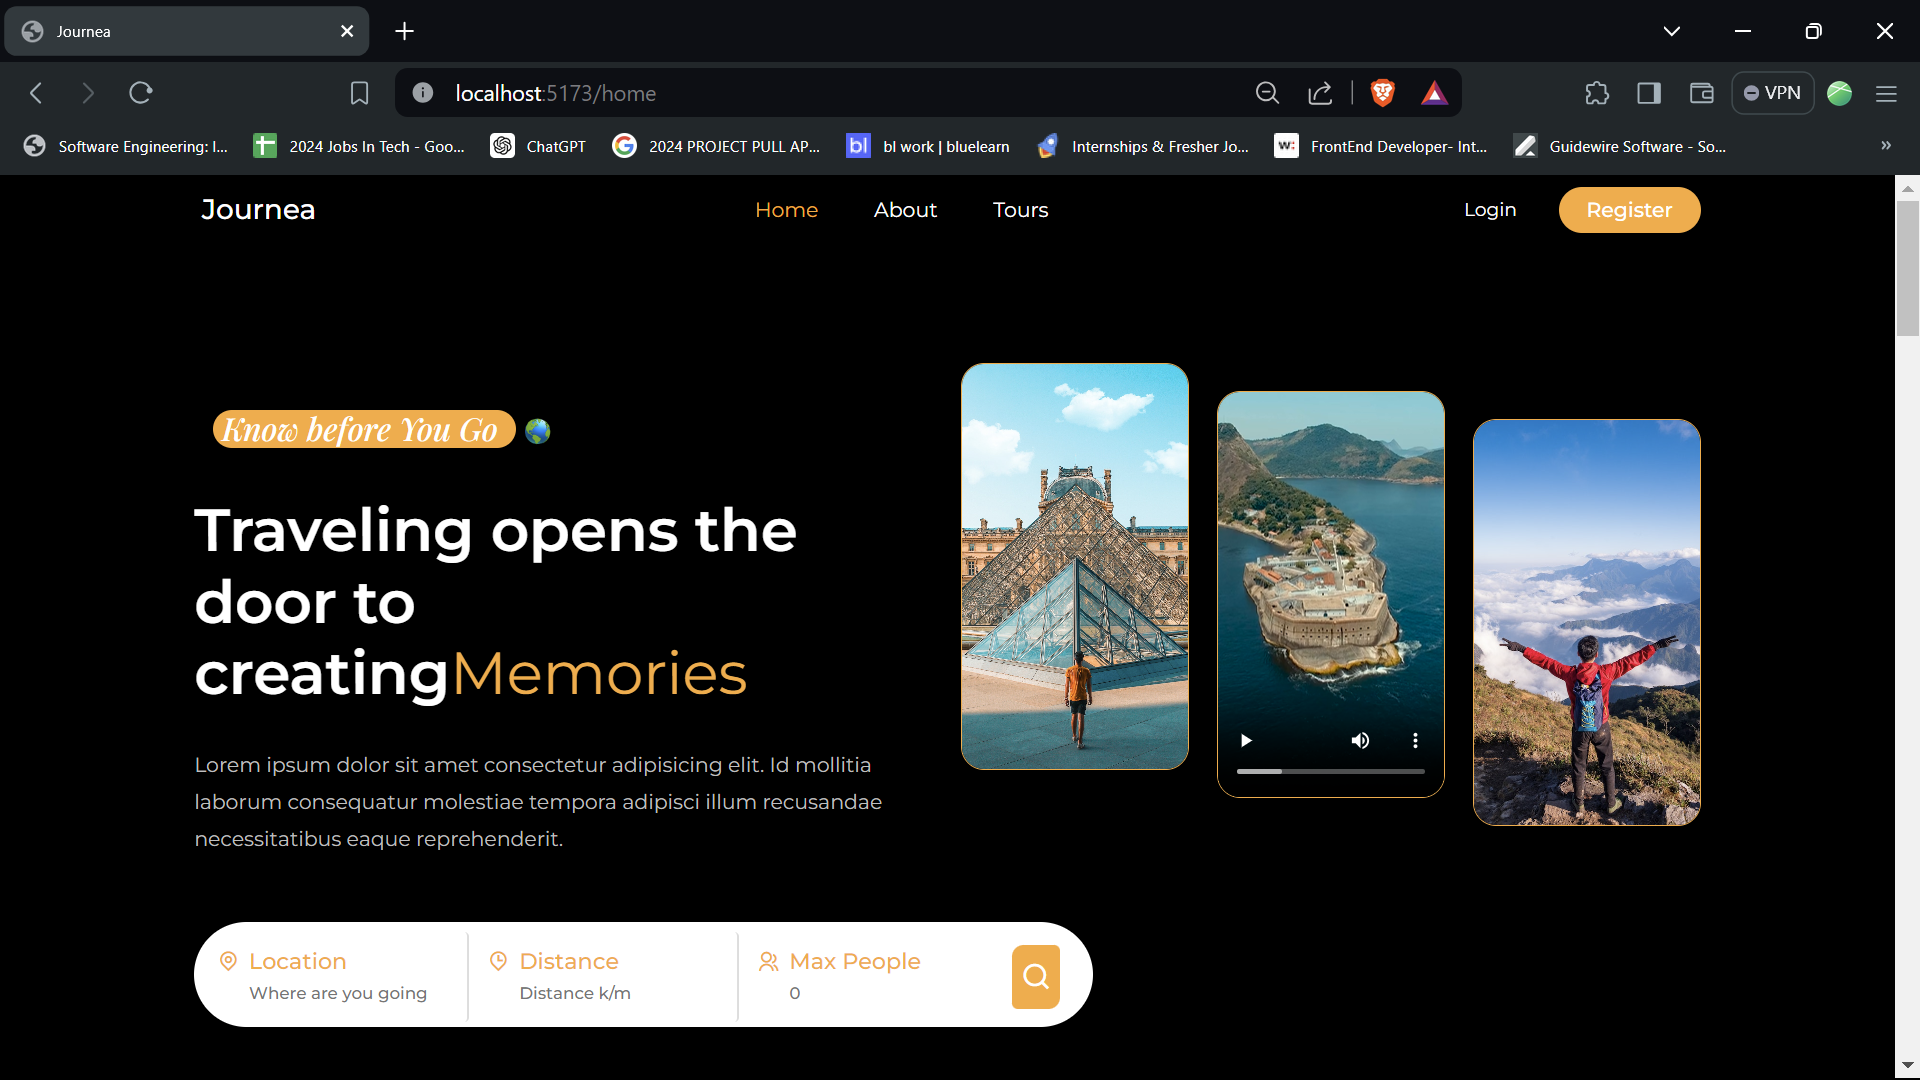 Journea
localhost:5173/home
VPN
Software Engineering: I...
2024 Jobs In Tech - Goo...
ChatGPT
2024 PROJECT PULL AP...
bl
bl work | bluelearn
Internships & Fresher Jo...
w:
FrontEnd Developer- Int...
Guidewire Software - So...
»
Journea
Home
About
Tours
Login
Register
Know before You Go
Traveling opens the
door to
creatingMemories
Lorem ipsum dolor sit amet consectetur adipisicing elit. Id mollitia
laborum consequatur molestiae tempora adipisci illum recusandae
necessitatibus eaque reprehenderit.
Location
Where are you going
Distance
Distance k/m
Max People
0